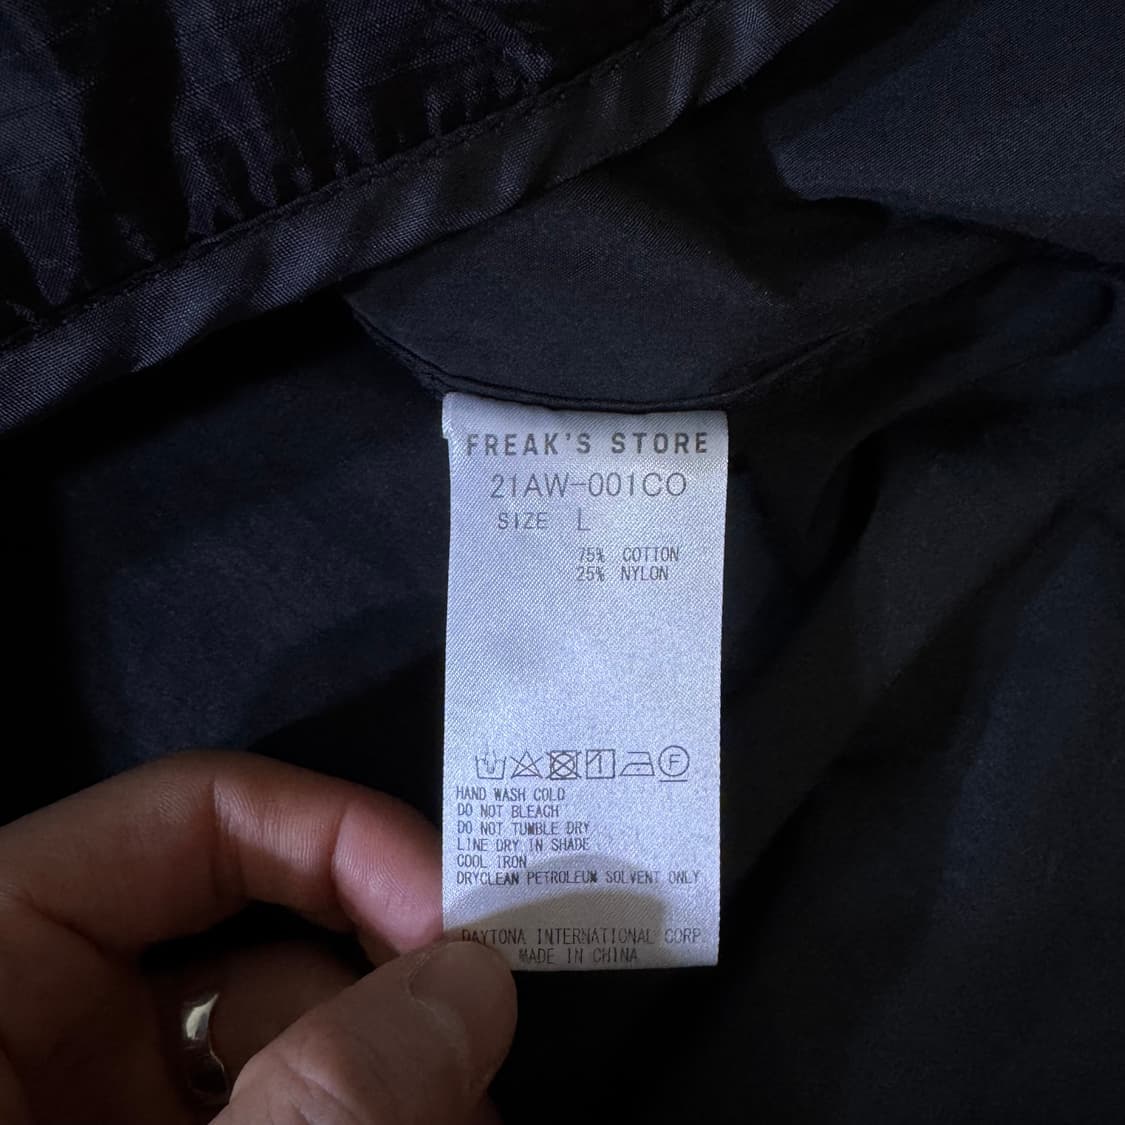 FREAK'S STORE
21AW-001CO
SIZE L
75% COTTON
25% NYLON
F
HAND WASH COLD
DO NOT BLEACH
DO NOT TUMBLE DRY
LINE DRY IN SHADE
COOL IRON
DRYCLEAN PETROLEUM SOLVENT ONLY
DAYTONA INTERNATIONAL CORP.
MADE IN CHINA